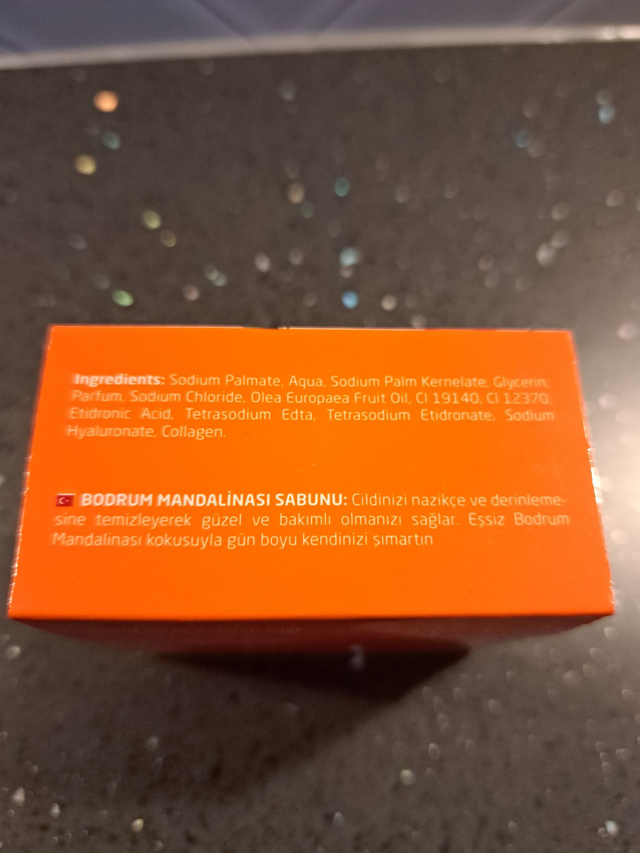 Ingredients: Sodium Palmate, Aqua, Sodium Palm Kernelate, Glycerin,
Parfum, Sodium Chloride, Olea Europaea Fruit Oil, CI 19140, CI 12370,
Etidronic Acid, Tetrasodium Edta, Tetrasodium Etidronate, Sodium
Hyaluronate, Collagen.
BODRUM MANDALİNASI SABUNU: Cildinizi nazikçe ve derinleme-
sine temizleyerek güzel ve bakımlı olmanızı sağlar. Eşsiz Bodrum
Mandalinası kokusuyla gün boyu kendinizi şımartın